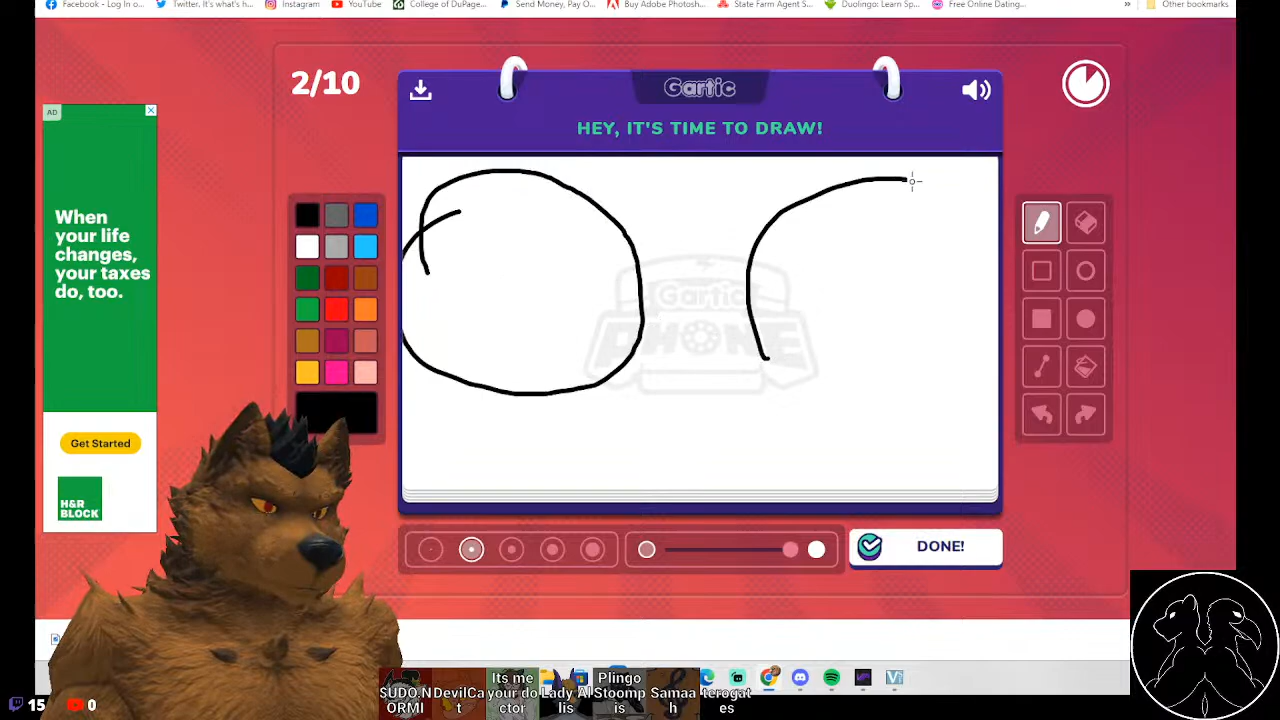 Facebook - Log In o...
Twitter. It's what's h...
Instagram
YouTube
College of DuPage...
Send Money, Pay O...
Buy Adobe Photosh...
State Farm Agent S...
Duolingo: Learn Sp...
Free Online Dating...
»
Other bookmarks
2/10
Gartic
HEY, IT'S TIME TO DRAW!
AD
When
your life
changes,
your taxes
do, too.
Get Started
H&R
BLOCK
Gartic
PHONE
DONE!
SUDO.N
ORMI
DevilCa
t
Its me
your do
ctor
Lady Al
lis
Plingo
Stoomp
is
Samaa
h
terogat
es
15
0